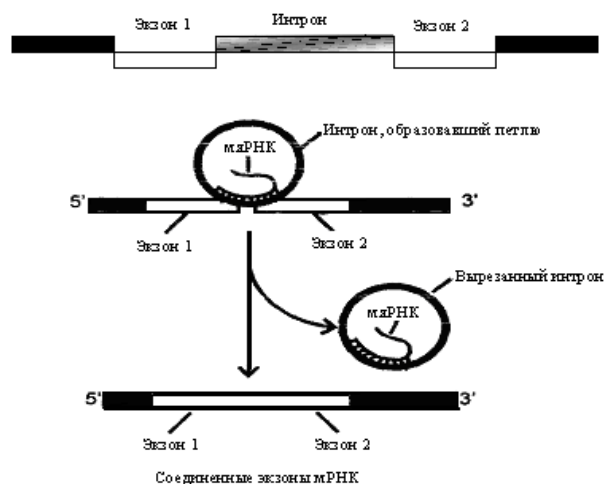 Экзон 1 Интрон Экзон 2
Интрон, образовавший петлю
мяРНК
5' 3'
Экзон 1 Экзон 2
Вырезанный интрон
мяРНК
5' 3'
Экзон 1 Экзон 2
Соединенные экзоны мРНК